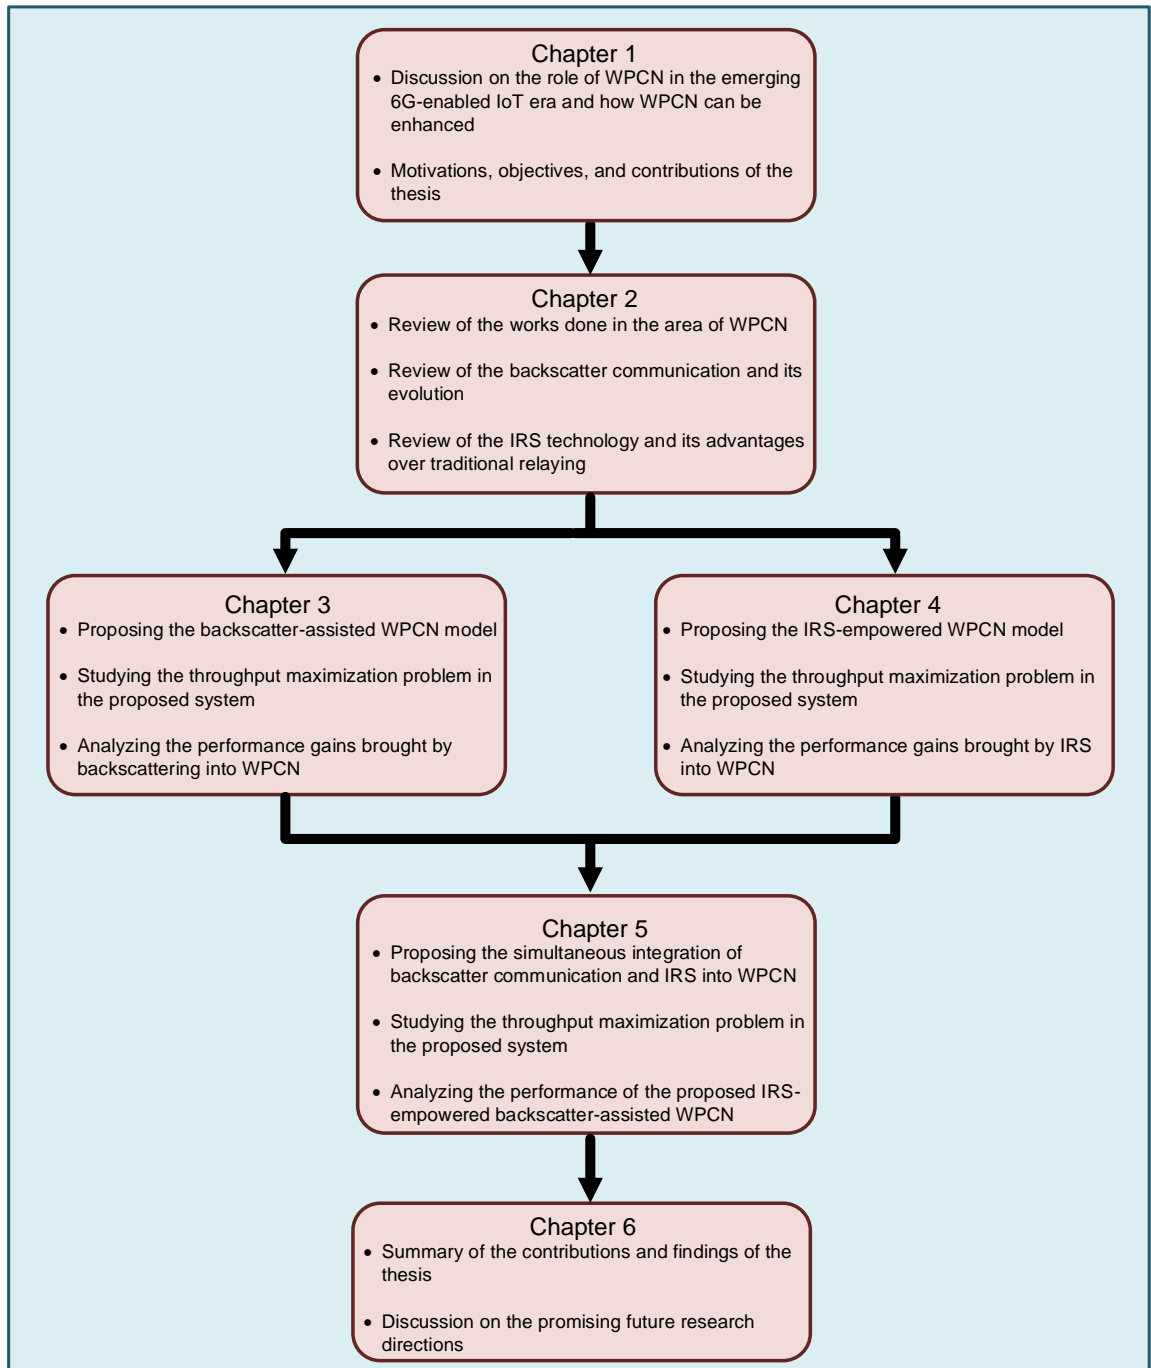 Chapter 1
• Discussion on the role of WPCN in the emerging
6G-enabled IoT era and how WPCN can be
enhanced
• Motivations, objectives, and contributions of the
thesis
Chapter 2
• Review of the works done in the area of WPCN
• Review of the backscatter communication and its
evolution
• Review of the IRS technology and its advantages
over traditional relaying
Chapter 3
• Proposing the backscatter-assisted WPCN model
• Studying the throughput maximization problem in
the proposed system
• Analyzing the performance gains brought by
backscattering into WPCN
Chapter 4
• Proposing the IRS-empowered WPCN model
• Studying the throughput maximization problem in
the proposed system
• Analyzing the performance gains brought by IRS
into WPCN
Chapter 5
• Proposing the simultaneous integration of
backscatter communication and IRS into WPCN
• Studying the throughput maximization problem in
the proposed system
• Analyzing the performance of the proposed IRS-
empowered backscatter-assisted WPCN
Chapter 6
• Summary of the contributions and findings of the
thesis
• Discussion on the promising future research
directions